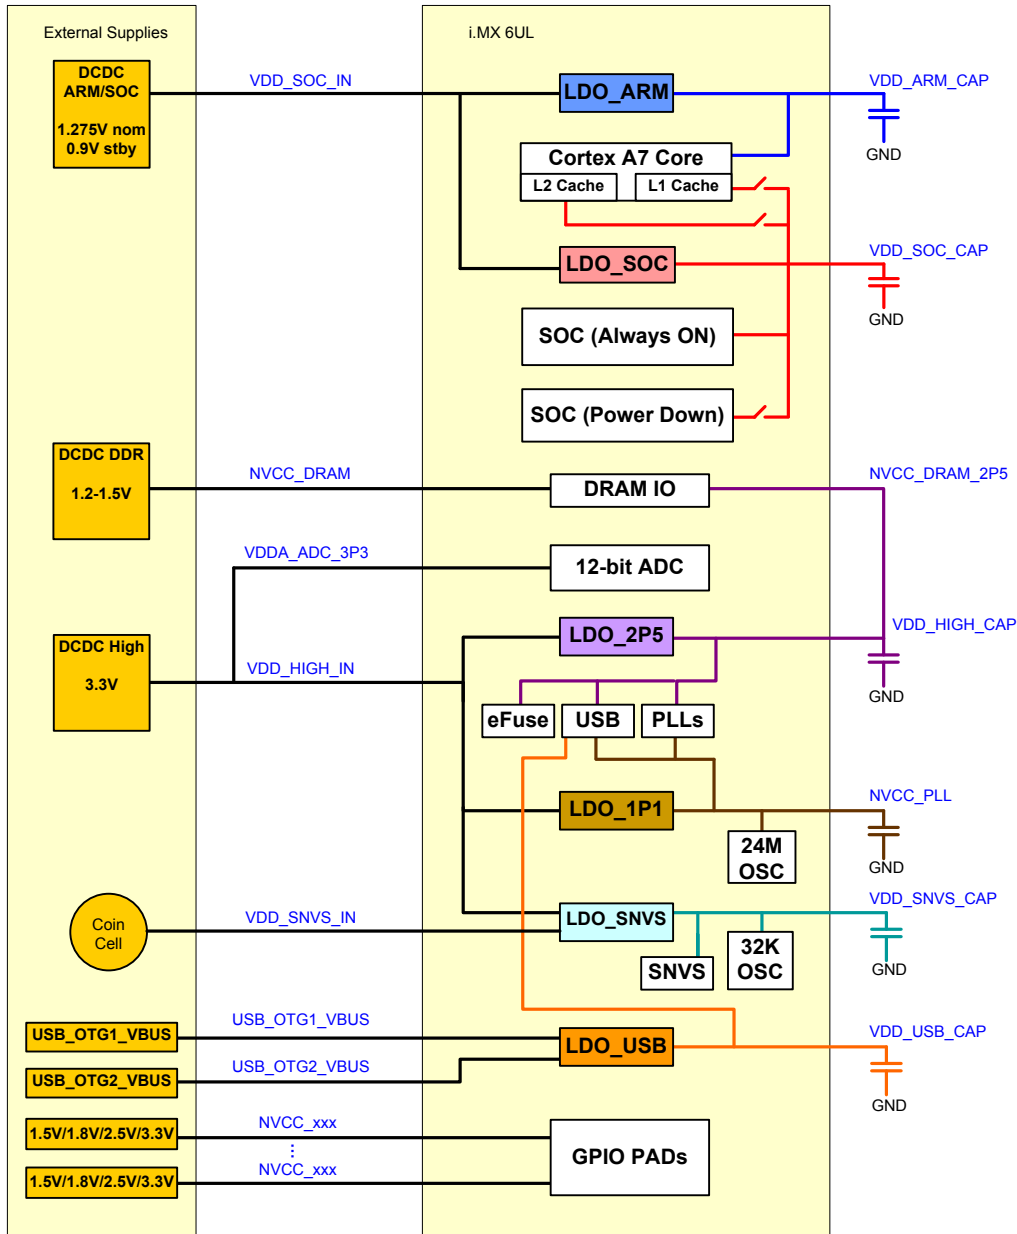 External Supplies
i.MX 6UL
DCDC
ARM/SOC
1.275V nom
0.9V stby
VDD_SOC_IN
LDO_ARM
VDD_ARM_CAP
GND
Cortex A7 Core
L2 Cache
L1 Cache
LDO_SOC
VDD_SOC_CAP
GND
SOC (Always ON)
SOC (Power Down)
DCDC DDR
1.2-1.5V
NVCC_DRAM
DRAM IO
NVCC_DRAM_2P5
VDDA_ADC_3P3
12-bit ADC
DCDC High
3.3V
VDD_HIGH_IN
LDO_2P5
VDD_HIGH_CAP
GND
eFuse
USB
PLLs
LDO_1P1
NVCC_PLL
GND
24M
OSC
Coin
Cell
VDD_SNVS_IN
LDO_SNVS
VDD_SNVS_CAP
GND
SNVS
32K
OSC
USB_OTG1_VBUS
USB_OTG1_VBUS
LDO_USB
VDD_USB_CAP
GND
USB_OTG2_VBUS
USB_OTG2_VBUS
1.5V/1.8V/2.5V/3.3V
NVCC_xxx
...
GPIO PADs
1.5V/1.8V/2.5V/3.3V
NVCC_xxx